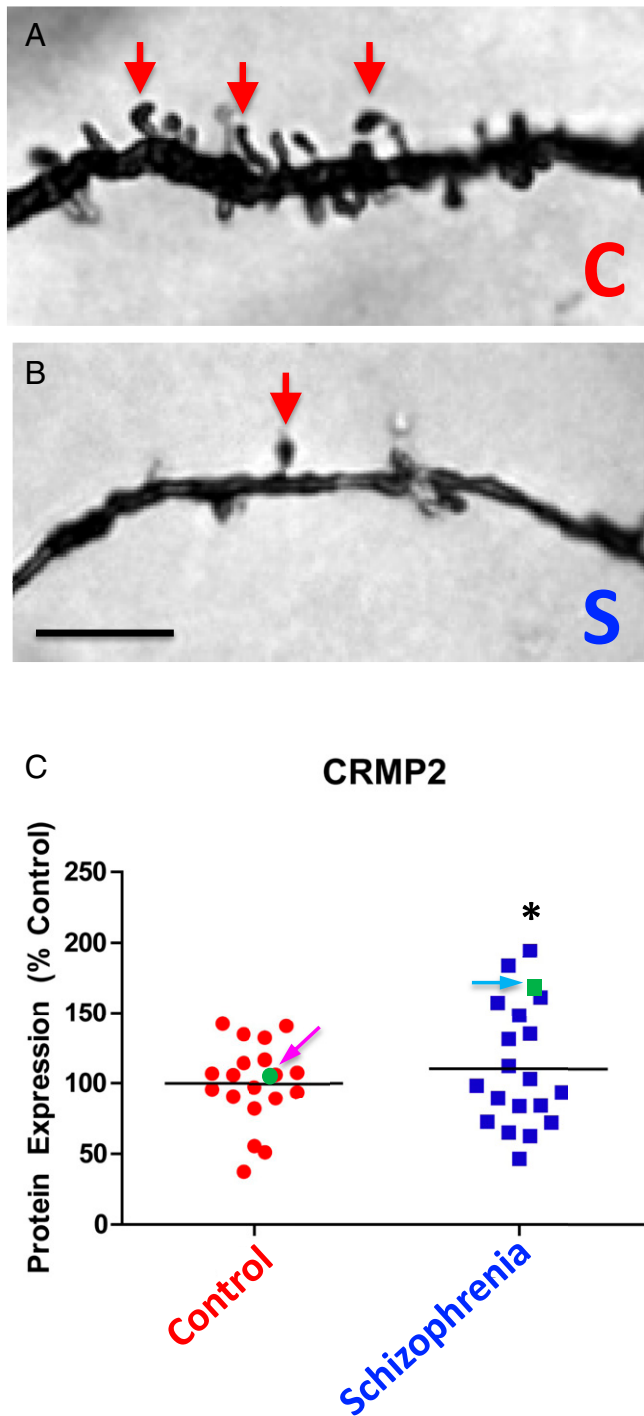 A
C
B
S
C
CRMP2
Protein Expression (% Control)
250
200
150
100
50
0
*
Control
Schizophrenia